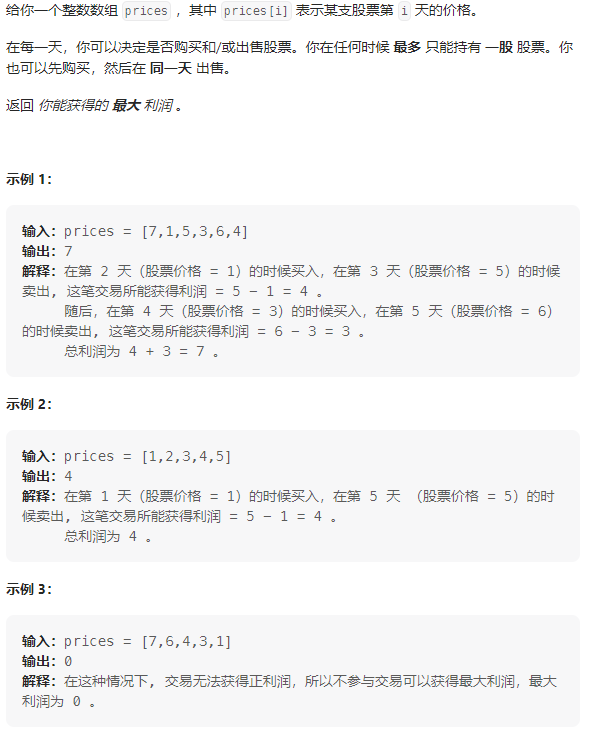 给你一个整数数组 prices ，其中 prices[i] 表示某支股票第 i 天的价格。
在每一天，你可以决定是否购买和/或出售股票。你在任何时候 最多 只能持有 一股 股票。你
也可以先购买，然后在 同一天 出售。
返回 你能获得的 最大 利润 。
示例 1：
输入：prices = [7,1,5,3,6,4]
输出：7
解释：在第 2 天（股票价格 = 1）的时候买入，在第 3 天（股票价格 = 5）的时候
卖出, 这笔交易所能获得利润 = 5 - 1 = 4 。
随后，在第 4 天（股票价格 = 3）的时候买入，在第 5 天（股票价格 = 6）
的时候卖出, 这笔交易所能获得利润 = 6 - 3 = 3 。
总利润为 4 + 3 = 7 。
示例 2：
输入：prices = [1,2,3,4,5]
输出：4
解释：在第 1 天（股票价格 = 1）的时候买入，在第 5 天 （股票价格 = 5）的时
候卖出, 这笔交易所能获得利润 = 5 - 1 = 4 。
总利润为 4 。
示例 3：
输入：prices = [7,6,4,3,1]
输出：0
解释：在这种情况下, 交易无法获得正利润，所以不参与交易可以获得最大利润，最大
利润为 0 。